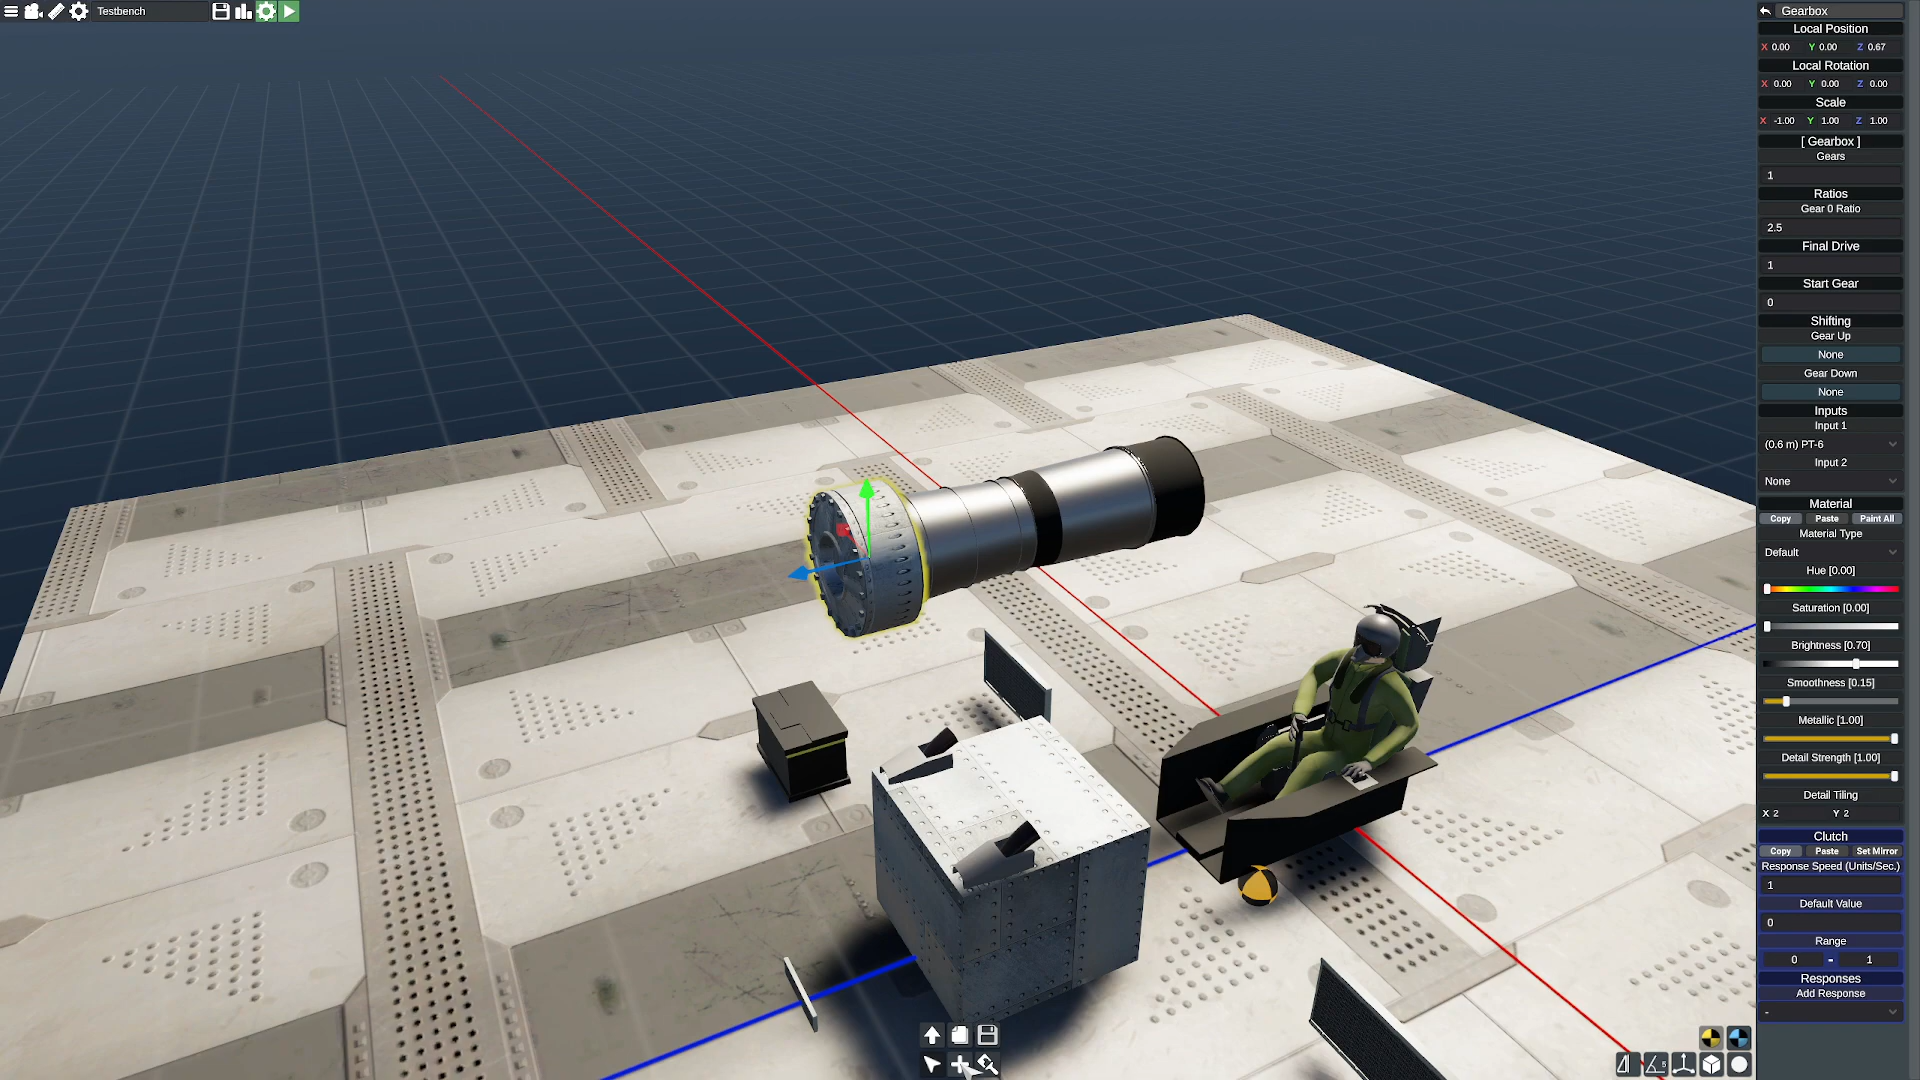 Testbench
Gearbox
Local Position
X 0.00 Y 0.00 Z 0.67
Local Rotation
X 0.00 Y 0.00 Z 0.00
Scale
X -1.00 Y 1.00 Z 1.00
[ Gearbox ]
Gears
1
Ratios
Gear 0 Ratio
2.5
Final Drive
1
Start Gear
0
Shifting
Gear Up
None
Gear Down
None
Inputs
Input 1
(0.6 m) PT-6
Input 2
None
Material
Copy Paste Paint All
Material Type
Default
Hue [0.00]
Saturation [0.00]
Brightness [0.70]
Smoothness [0.15]
Metallic [1.00]
Detail Strength [1.00]
Detail Tiling
X 2 Y 2
Clutch
Copy Paste Set Mirror
Response Speed (Units/Sec.)
1
Default Value
0
Range
0 - 1
Responses
Add Response
-